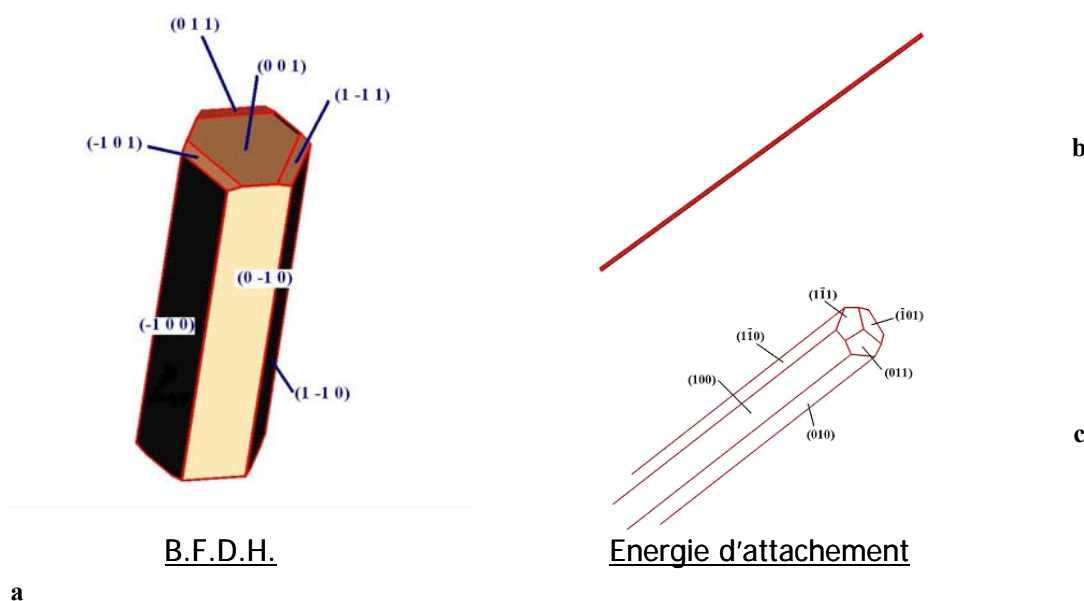 (0 1 1)
(0 0 1)
(1 -1 1)
(-1 0 1)
(0 -1 0)
(-1 0 0)
(1 -1 0)
B.F.D.H.
a
b
(11̄1)
(1̄01)
(11̄0)
(011)
(100)
(010)
c
Energie d'attachement